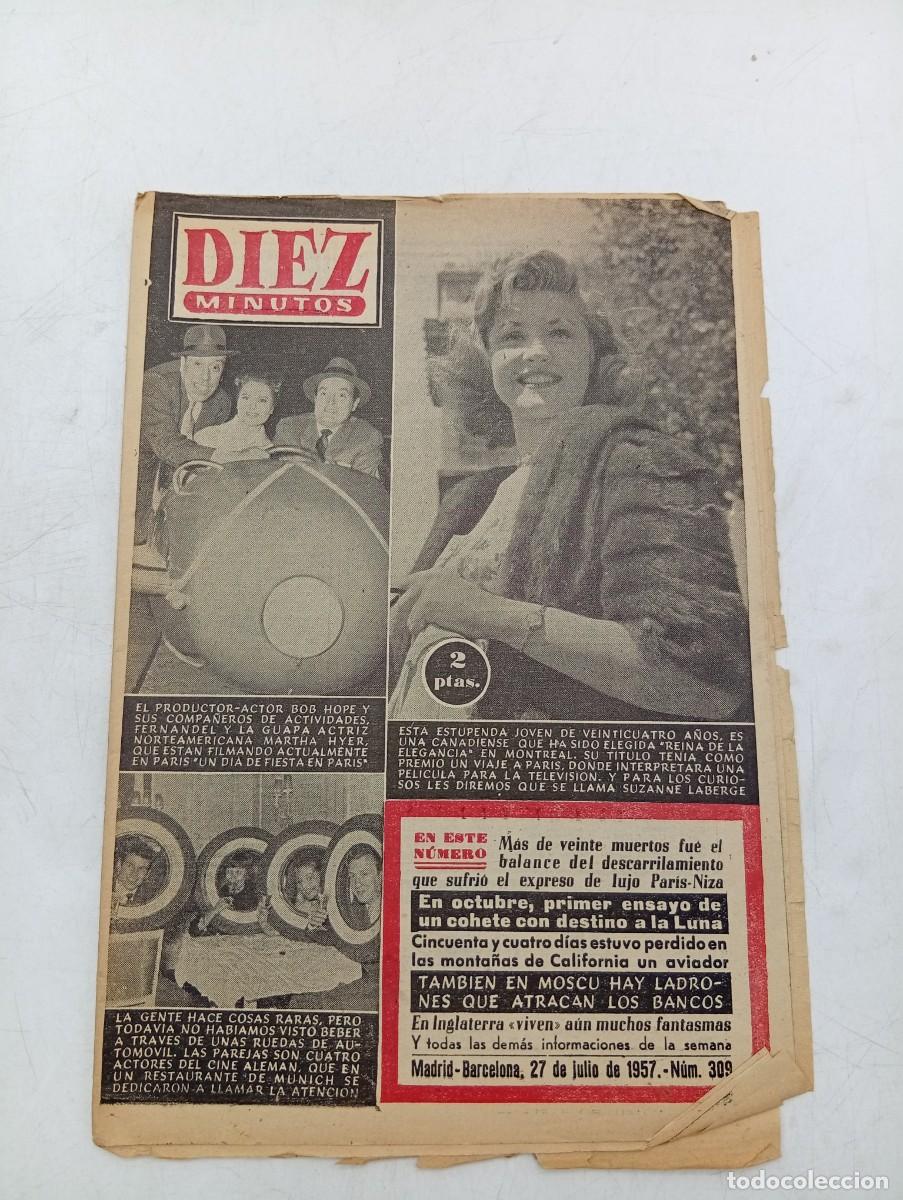 DIEZ
MINUTOS
EL PRODUCTOR-ACTOR BOB HOPE Y
SUS COMPAÑEROS DE ACTIVIDADES,
FERNANDEL Y LA GUAPA ACTRIZ
NORTEAMERICANA MARTHA HYER,
QUE ESTAN FILMANDO ACTUALMENTE
EN PARIS "UN DIA DE FIESTA EN PARIS"
2
ptas.
ESTA ESTUPENDA JOVEN DE VEINTICUATRO AÑOS, ES
UNA CANADIENSE QUE HA SIDO ELEGIDA "REINA DE LA
ELEGANCIA" EN MONTREAL. SU TITULO TENIA COMO
PREMIO UN VIAJE A PARIS, DONDE INTERPRETARA UNA
PELICULA PARA LA TELEVISION. Y PARA LOS CURIO-
SOS LES DIREMOS QUE SE LLAMA SUZANNE LABERGE
LA GENTE HACE COSAS RARAS, PERO
TODAVIA NO HABIAMOS VISTO BEBER
A TRAVES DE UNAS RUEDAS DE AU-
TOMOVIL. LAS PAREJAS SON CUATRO
ACTORES DEL CINE ALEMAN, QUE EN
UN RESTAURANTE DE MUNICH SE
DEDICARON A LLAMAR LA ATENCION
EN ESTE
NÚMERO
Más de veinte muertos fué el
balance del descarrilamiento
que sufrió el expreso de lujo París-Niza
En octubre, primer ensayo de
un cohete con destino a la Luna
Cincuenta y cuatro días estuvo perdido en
las montañas de California un aviador
TAMBIEN EN MOSCU HAY LADRO-
NES QUE ATRACAN LOS BANCOS
En Inglaterra «viven» aún muchos fantasmas
Y todas las demás informaciones de la semana
Madrid-Barcelona, 27 de julio de 1957.-Núm. 309
todocoleccion